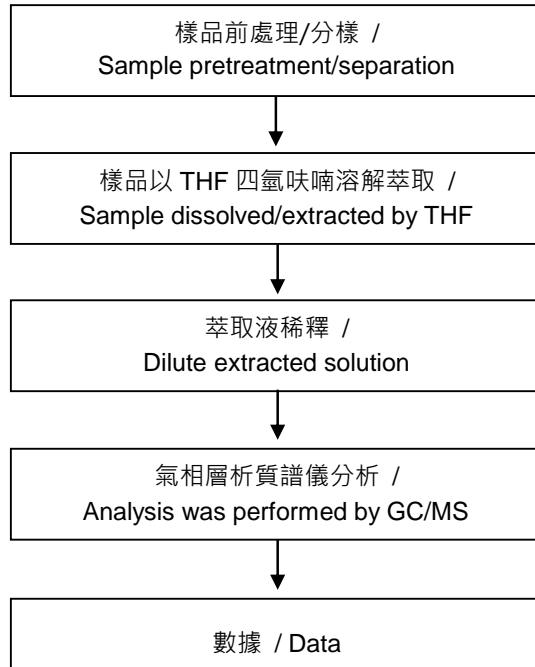 樣品前處理/分樣 /
Sample pretreatment/separation
樣品以 THF 四氫呋喃溶解萃取 /
Sample dissolved/extracted by THF
萃取液稀釋 /
Dilute extracted solution
氣相層析質譜儀分析 /
Analysis was performed by GC/MS
數據 / Data